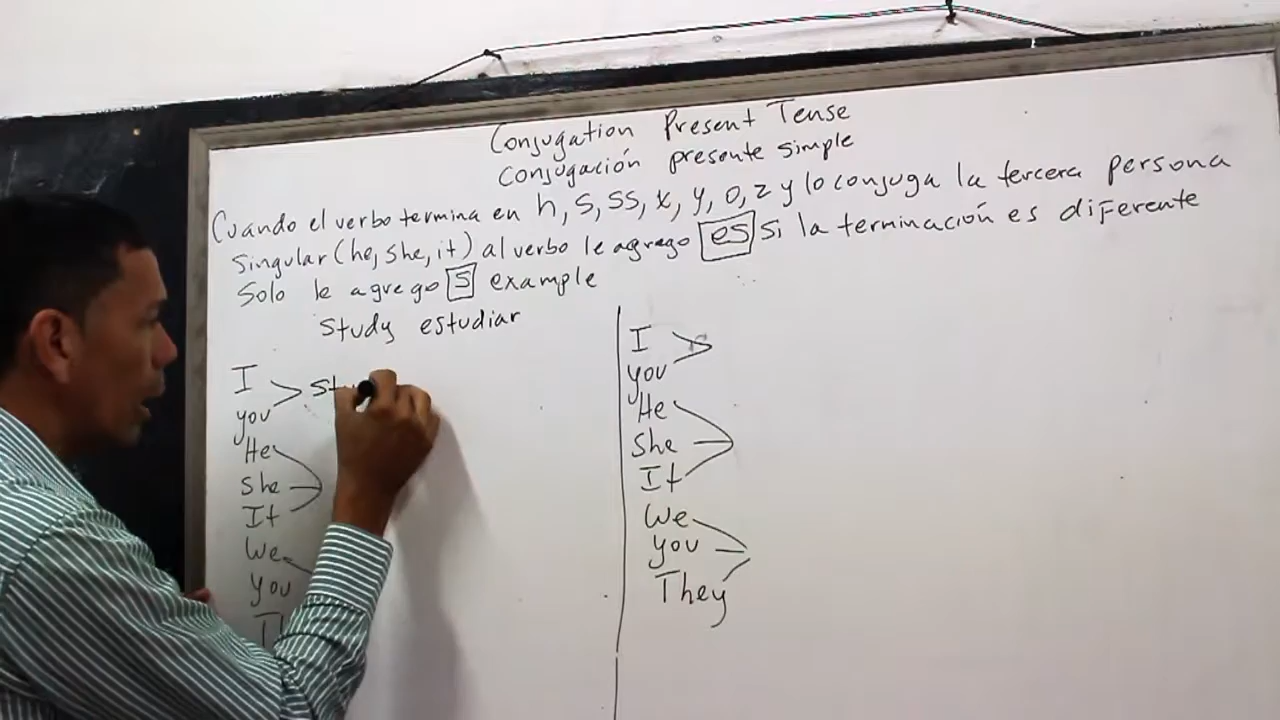 Conjugation Present Tense
Conjugación presente simple
Cuando el verbo termina en h, s, ss, x, y, o, z y lo conjuga la tercera persona
singular (he, she, it) al verbo le agrego es si la terminación es diferente
Solo le agrego s example
Study estudiar
I
you
He
She
It
We
you
I
you
He
She
It
We
you
They